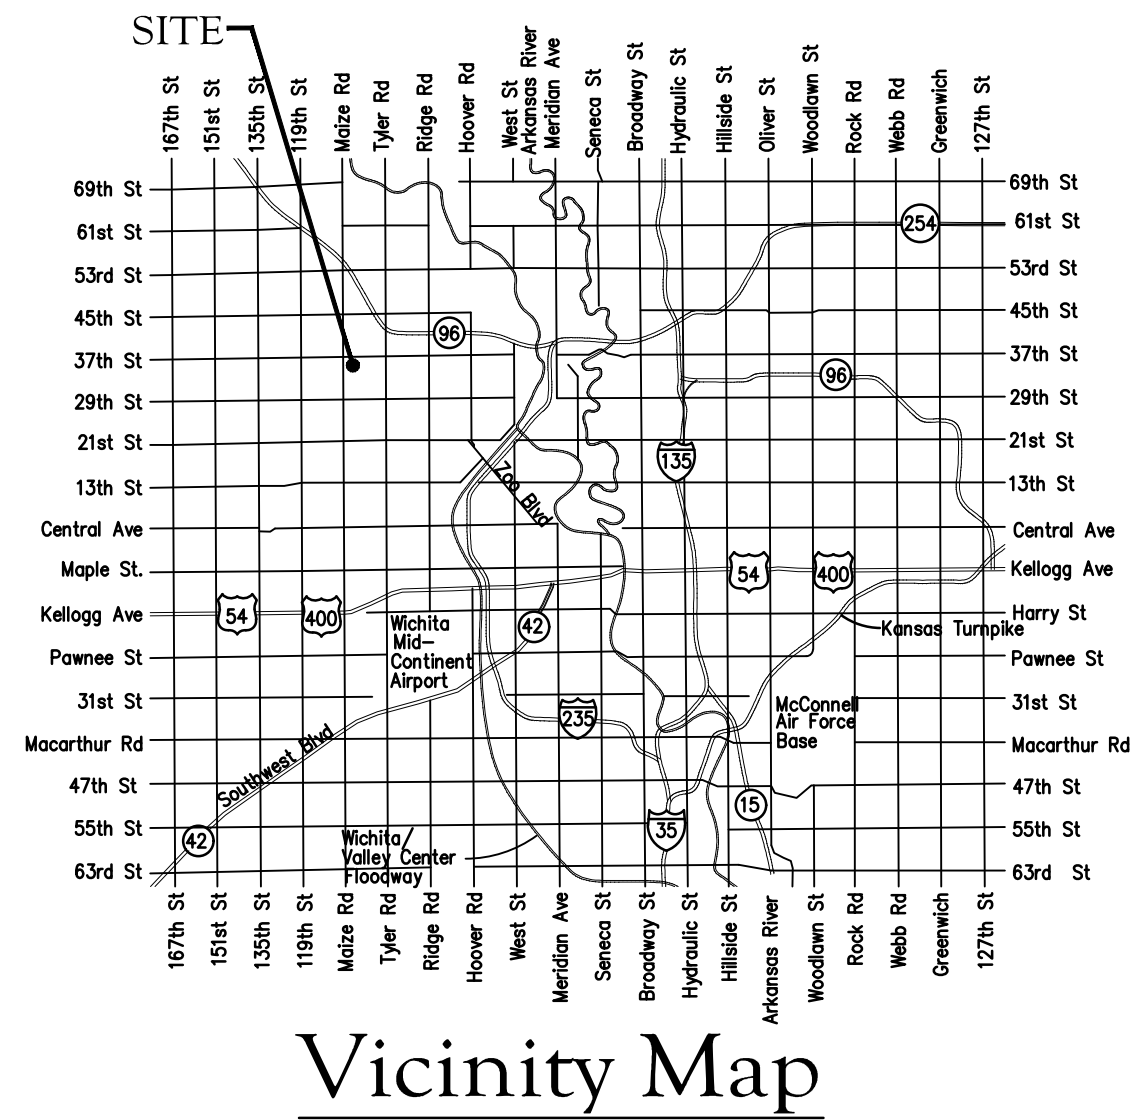 SITE
167th St
151st St
135th St
119th St
Maize Rd
Tyler Rd
Ridge Rd
Hoover Rd
West St
Arkansas River
Meridian Ave
Seneca St
Broadway St
Hydraulic St
Hillside St
Oliver St
Woodlawn St
Rock Rd
Webb Rd
Greenwich
127th St
69th St
69th St
61st St
254
61st St
53rd St
53rd St
45th St
45th St
96
37th St
37th St
96
29th St
29th St
21st St
21st St
135
13th St
Zoo Blvd
13th St
Central Ave
Central Ave
Maple St.
54
400
Kellogg Ave
Kellogg Ave
54
400
Harry St
42
Kansas Turnpike
Wichita
Mid-
Continent
Airport
Pawnee St
Pawnee St
31st St
31st St
235
McConnell
Air Force
Base
Macarthur Rd
Macarthur Rd
Southwest Blvd
47th St
47th St
15
55th St
42
35
55th St
Wichita/
Valley Center
Floodway
63rd St
63rd St
167th St
151st St
135th St
119th St
Maize Rd
Tyler Rd
Ridge Rd
Hoover Rd
West St
Meridian Ave
Seneca St
Broadway St
Hydraulic St
Hillside St
Arkansas River
Woodlawn St
Rock Rd
Webb Rd
Greenwich
127th St
Vicinity Map